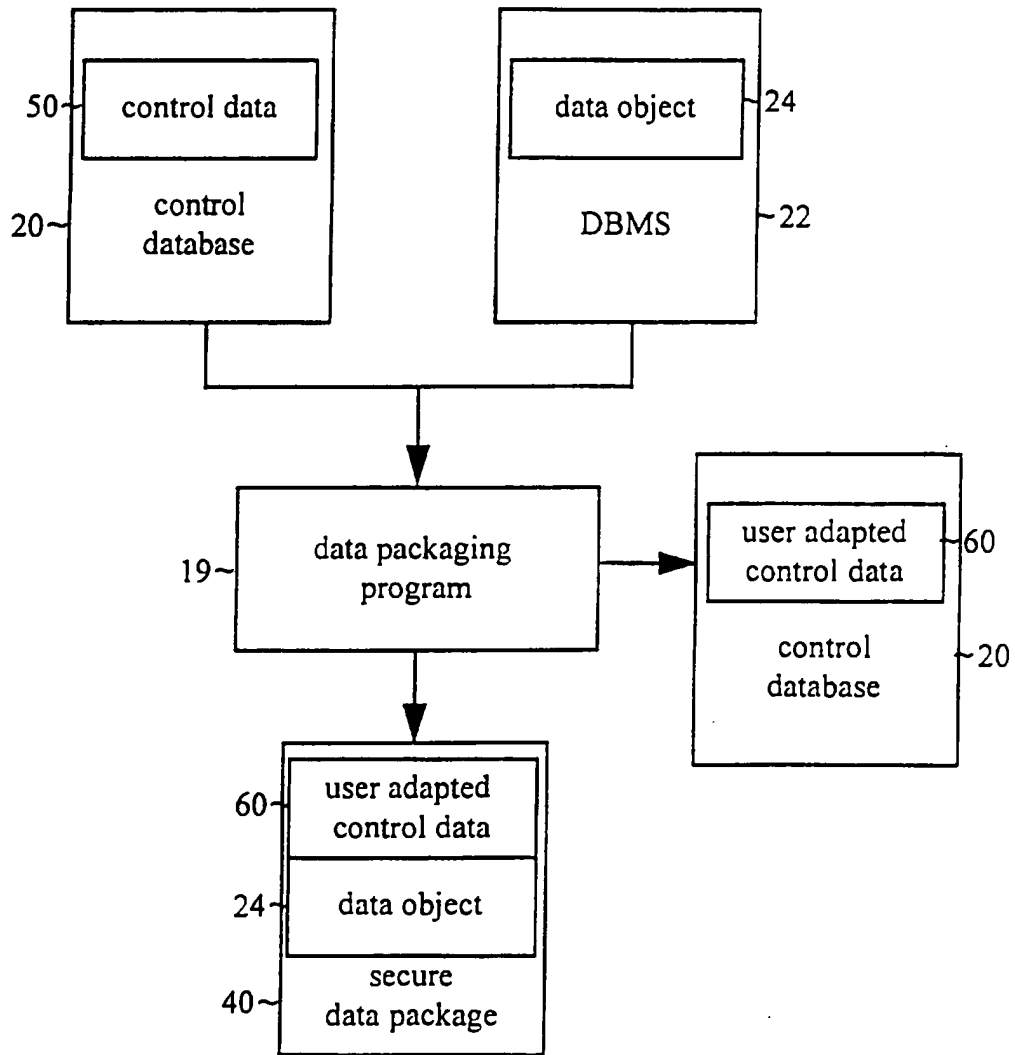 50~
control data
20~
control
database
data object
~24
DBMS
~22
19~
data packaging
program
user adapted
control data
~60
control
database
~20
60~
user adapted
control data
24~
data object
40~
secure
data package